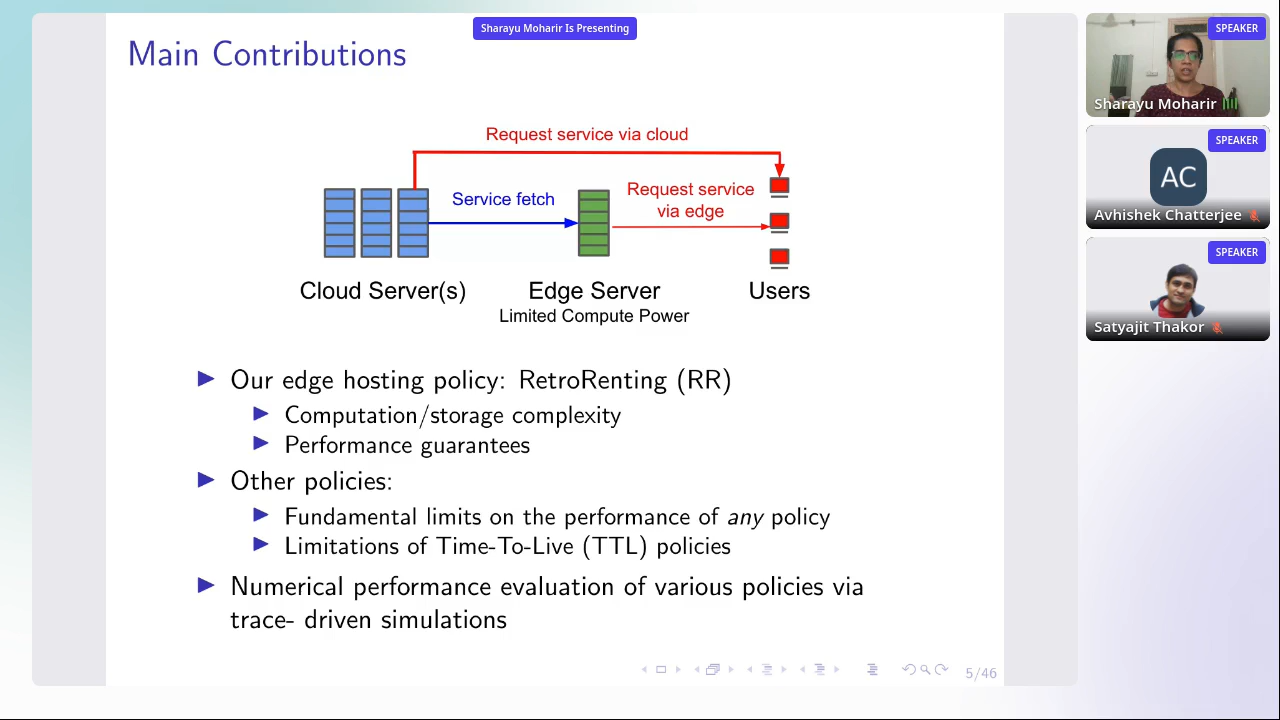 Sharayu Moharir Is Presenting
Main Contributions
Request service via cloud
Service fetch
Request service
via edge
Cloud Server(s)
Edge Server
Users
Limited Compute Power
Our edge hosting policy: RetroRenting (RR)
Computation/storage complexity
Performance guarantees
Other policies:
Fundamental limits on the performance of any policy
Limitations of Time-To-Live (TTL) policies
Numerical performance evaluation of various policies via
trace- driven simulations
5/46
SPEAKER
Sharayu Moharir
SPEAKER
AC
Avhishek Chatterjee
SPEAKER
Satyajit Thakor